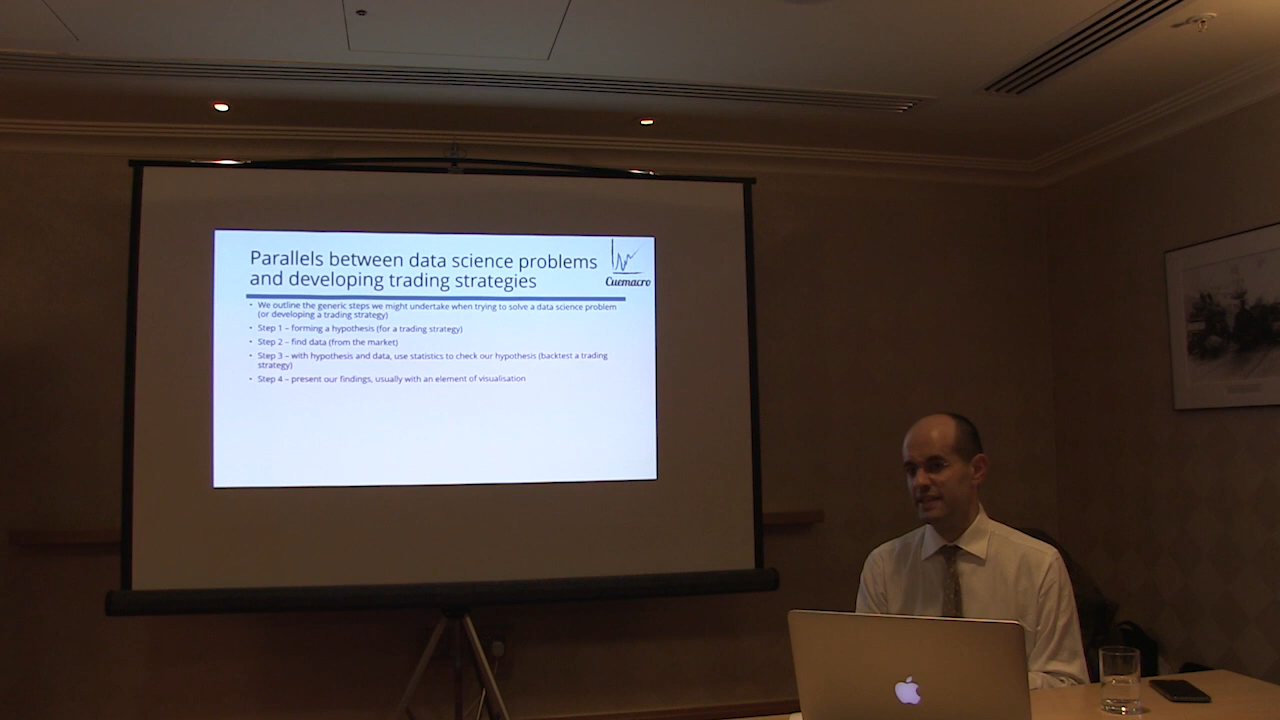 Parallels between data science problems
and developing trading strategies
Cuemacro
• We outline the generic steps we might undertake when trying to solve a data science problem
(or developing a trading strategy)
• Step 1 – forming a hypothesis (for a trading strategy)
• Step 2 – find data (from the market)
• Step 3 – with hypothesis and data, use statistics to check our hypothesis (backtest a trading
strategy)
• Step 4 – present our findings, usually with an element of visualisation